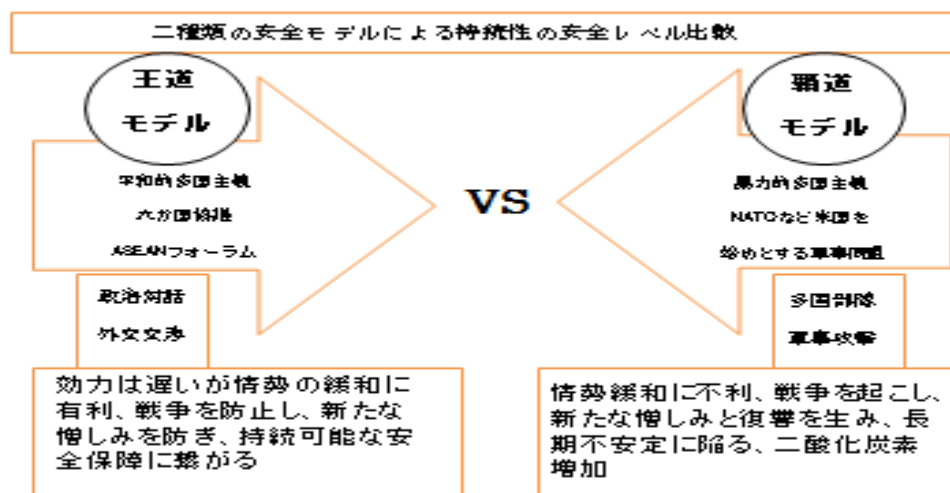 二種類の安全モデルによる持続性の安全レベル比較
王道
モデル
平和的多国主義
六カ国協議
ASEANフォーラム
政治対話
外交交渉
効力は遅いが情勢の緩和に
有利、戦争を防止し、新たな
憎しみを防ぎ、持続可能な安
全保障に繋がる
VS
覇道
モデル
暴力的多国主義
NATOなど米国を
始めとする軍事同盟
多国部隊
軍事攻撃
情勢緩和に不利、戦争を起こし、
新たな憎しみと復讐を生み、長
期不安定に陥る、二酸化炭素
増加